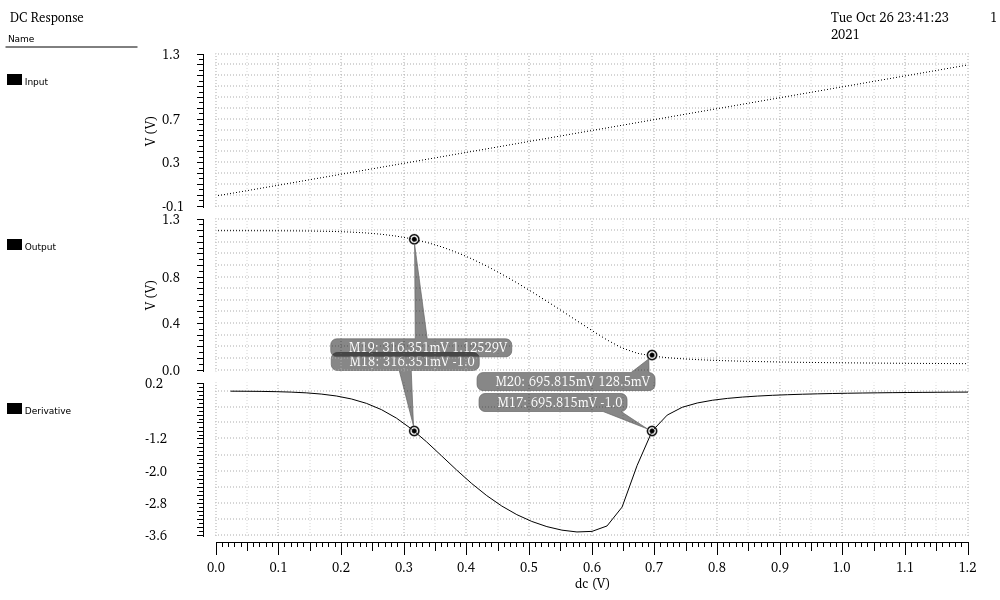 DC Response
Tue Oct 26 23:41:23
2021
1
Name
Input
1.3
0.7
0.3
-0.1
V (V)
Output
1.3
0.8
0.4
0.0
V (V)
M19: 316.351mV 1.12529V
M18: 316.351mV -1.0
M20: 695.815mV 128.5mV
M17: 695.815mV -1.0
Derivative
0.2
-1.2
-2.0
-2.8
-3.6
0.0 0.1 0.2 0.3 0.4 0.5 0.6 0.7 0.8 0.9 1.0 1.1 1.2
dc (V)